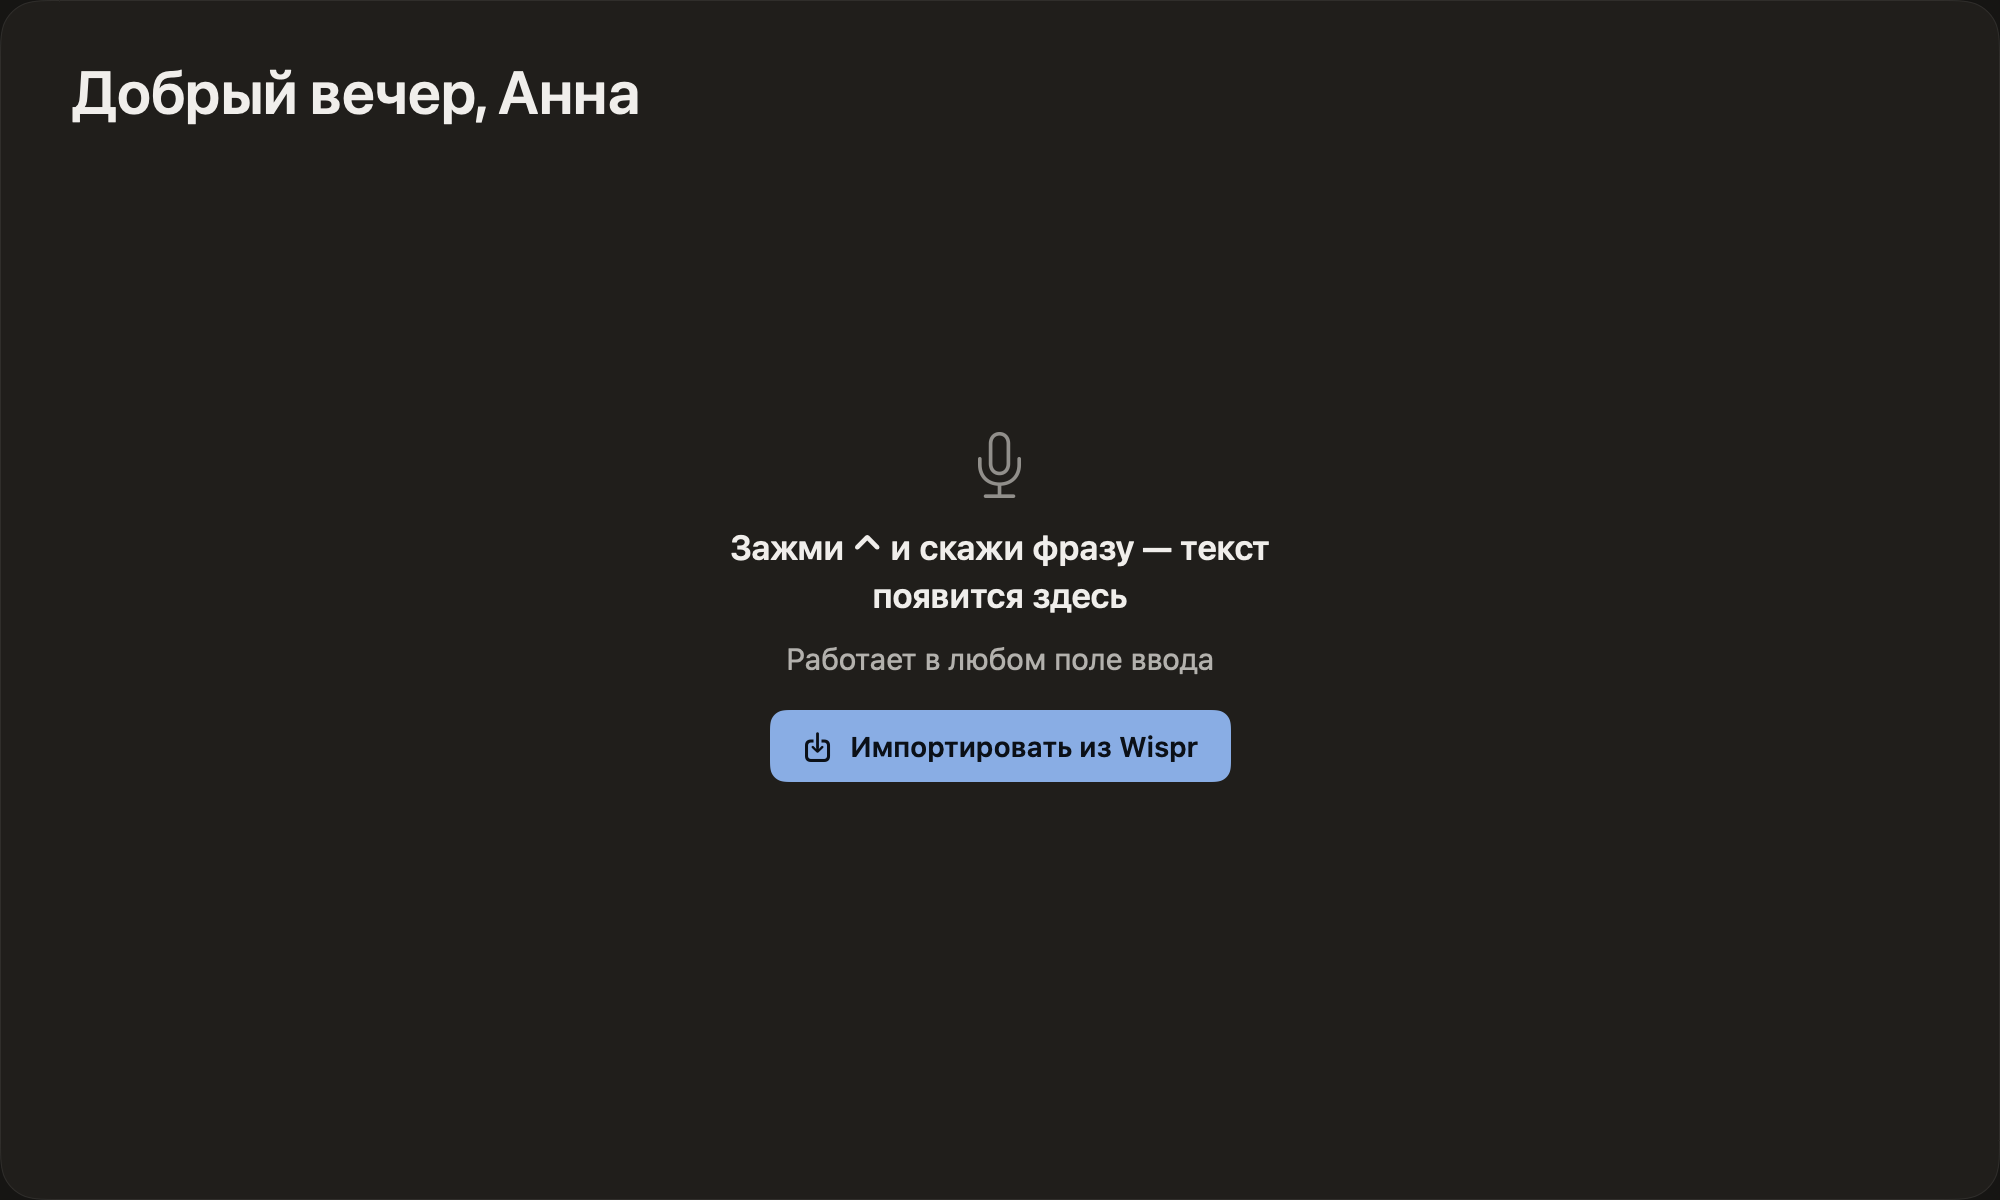 Добрый вечер, Анна
Зажми ^ и скажи фразу — текст
появится здесь
Работает в любом поле ввода
Импортировать из Wispr